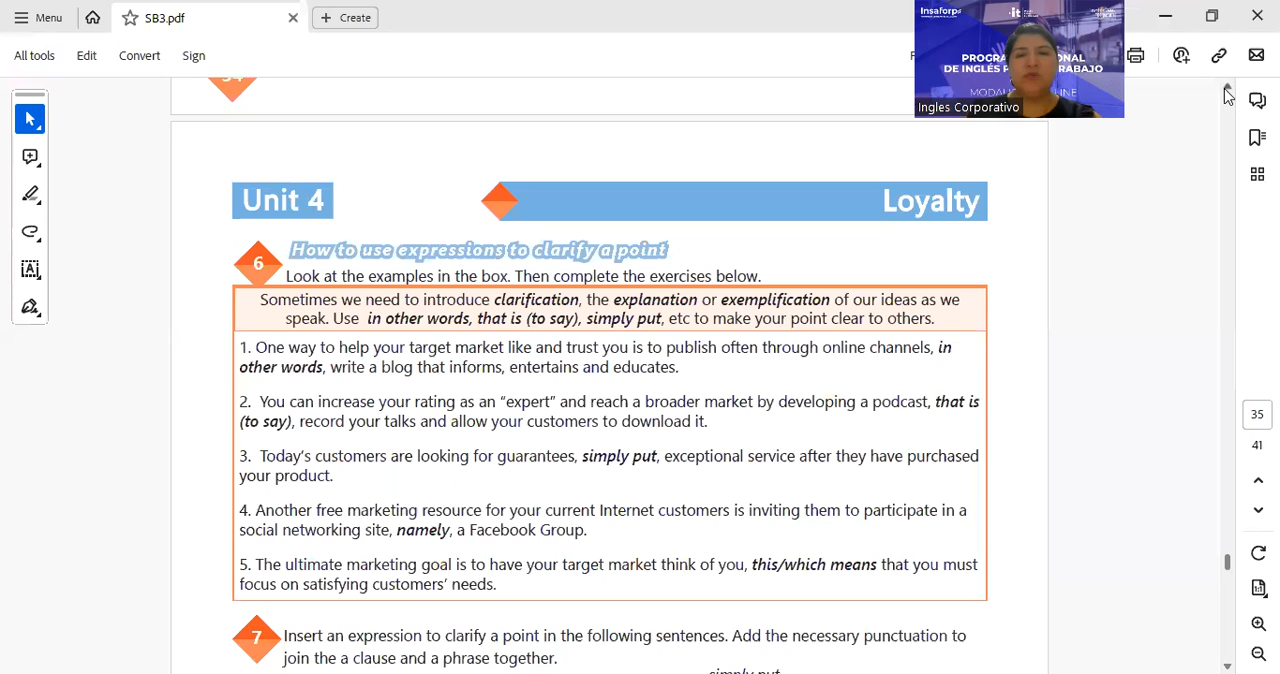 Menu
SB3.pdf
Create
All tools
Edit
Convert
Sign
Insaforp
it
PROGRAMA NACIONAL
DE INGLÉS PARA EL TRABAJO
Ingles Corporativo
Unit 4
Loyalty
6
How to use expressions to clarify a point
Look at the examples in the box. Then complete the exercises below.
Sometimes we need to introduce clarification, the explanation or exemplification of our ideas as we
speak. Use in other words, that is (to say), simply put, etc to make your point clear to others.
1. One way to help your target market like and trust you is to publish often through online channels, in
other words, write a blog that informs, entertains and educates.
2. You can increase your rating as an “expert” and reach a broader market by developing a podcast, that is
(to say), record your talks and allow your customers to download it.
3. Today’s customers are looking for guarantees, simply put, exceptional service after they have purchased
your product.
4. Another free marketing resource for your current Internet customers is inviting them to participate in a
social networking site, namely, a Facebook Group.
5. The ultimate marketing goal is to have your target market think of you, this/which means that you must
focus on satisfying customers’ needs.
7
Insert an expression to clarify a point in the following sentences. Add the necessary punctuation to
join the a clause and a phrase together.
simply put
35
41